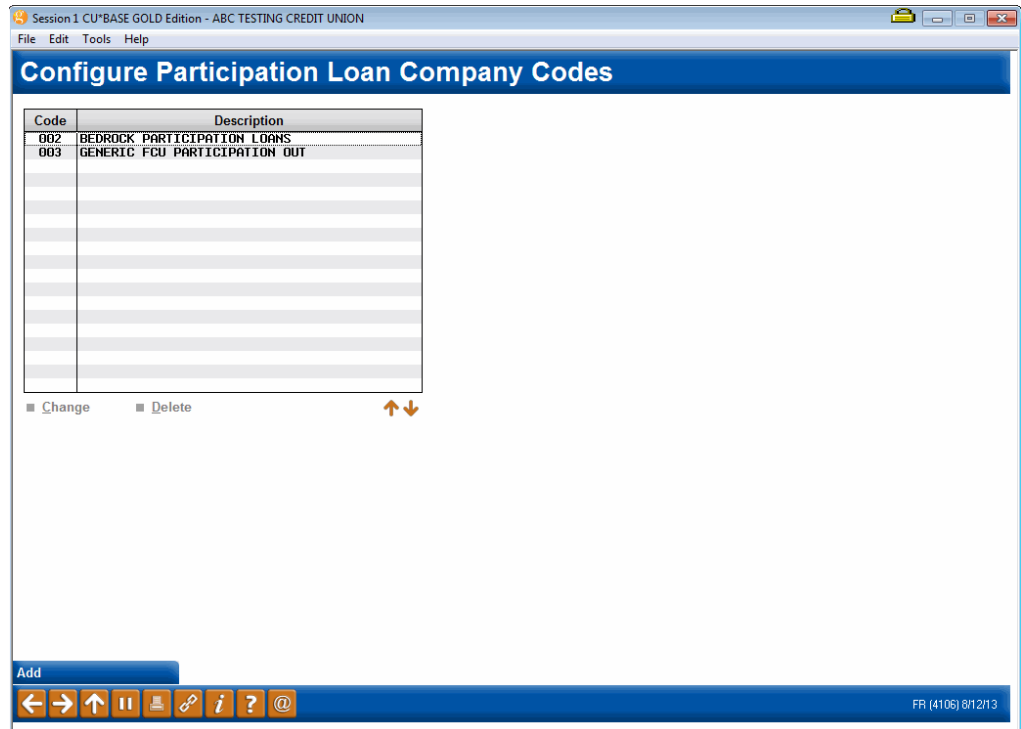 Session 1 CU*BASE GOLD Edition - ABC TESTING CREDIT UNION
File Edit Tools Help
Configure Participation Loan Company Codes
Code Description
002 BEDROCK PARTICIPATION LOANS
003 GENERIC FCU PARTICIPATION OUT
Change Delete
Add
FR (4106) 8/12/13